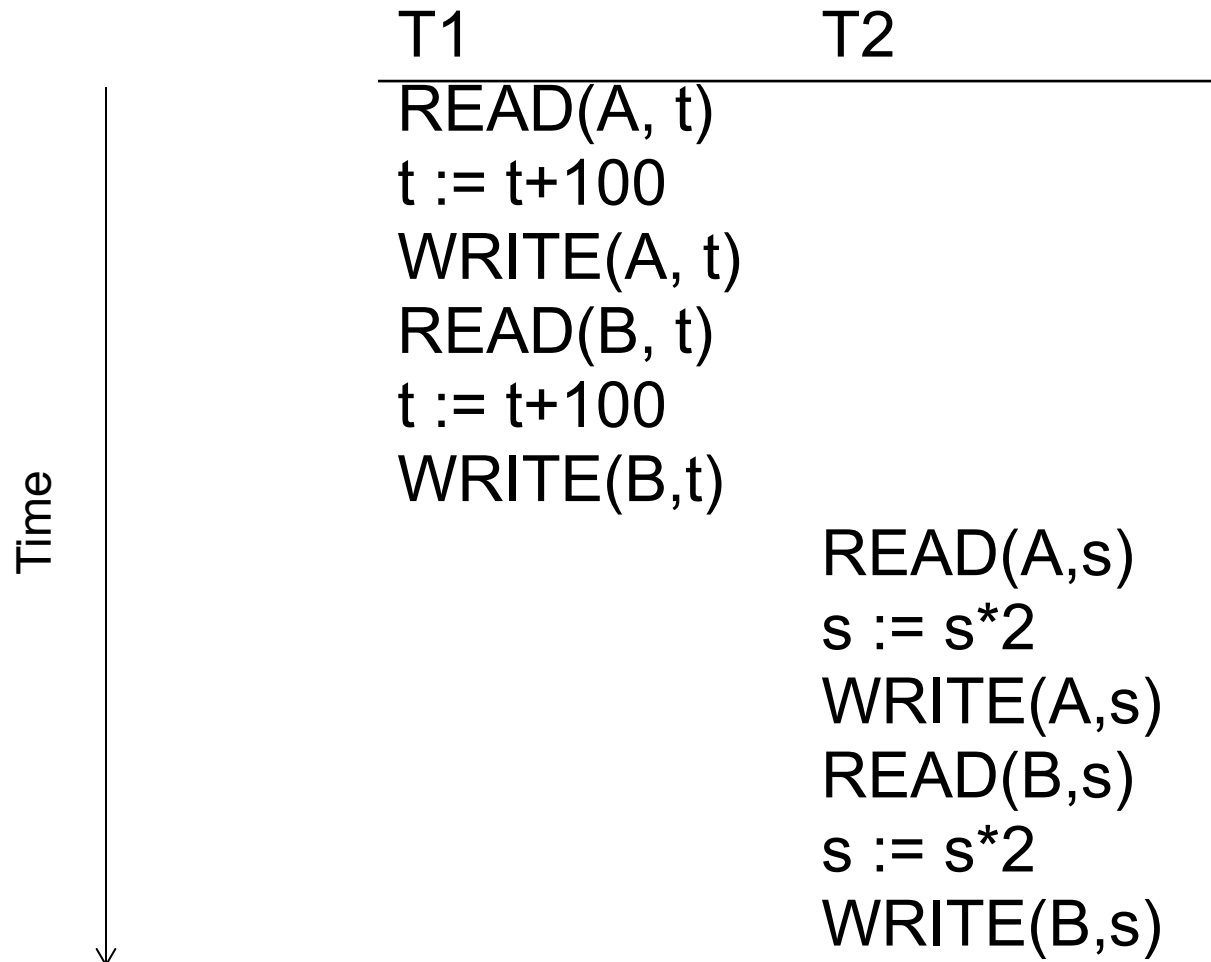 T1 T2
READ(A, t)
t := t+100
WRITE(A, t)
READ(B, t)
t := t+100
WRITE(B,t)
Time
READ(A,s)
s := s*2
WRITE(A,s)
READ(B,s)
s := s*2
WRITE(B,s)